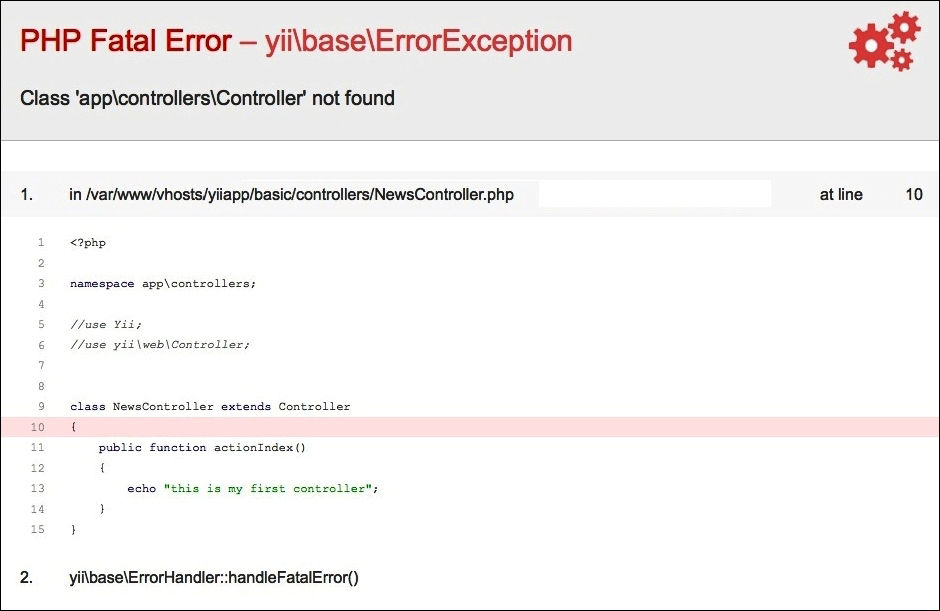 PHP Fatal Error – yii\base\ErrorException
Class 'app\controllers\Controller' not found
1. in /var/www/vhosts/yiiapp/basic/controllers/NewsController.php at line 10
1 <?php
2
3 namespace app\controllers;
4
5 //use Yii;
6 //use yii\web\Controller;
7
8
9 class NewsController extends Controller
10 {
11     public function actionIndex()
12     {
13         echo "this is my first controller";
14     }
15 }
2. yii\base\ErrorHandler::handleFatalError()